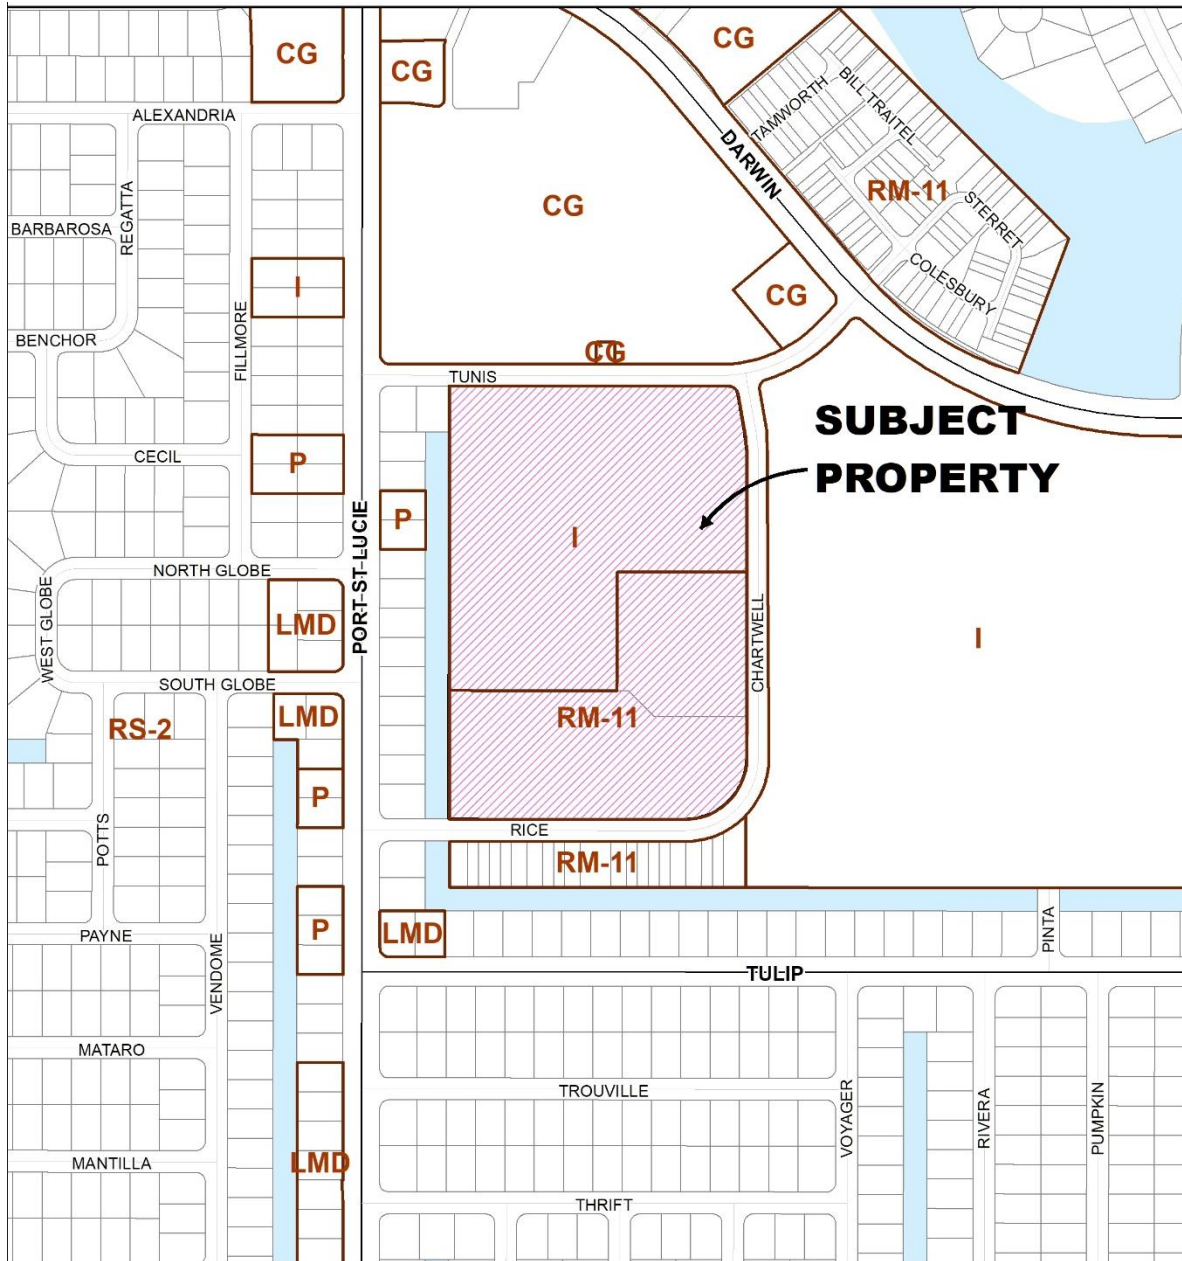 CG
CG
CG
ALEXANDRIA
TAMWORTH
BILL TRAITEL
DARWIN
REGATTA
CG
RM-11
STERRET
BARBAROSA
COLESBURY
I
CG
FILLMORE
BENCHOR
CG
TUNIS
SUBJECT
PROPERTY
CECIL
P
P
PORT ST LUCIE
I
NORTH GLOBE
WEST GLOBE
LMD
CHARTWELL
I
SOUTH GLOBE
RS-2
LMD
RM-11
P
POTTS
RICE
RM-11
P
LMD
PAYNE
VENDOME
PINTA
TULIP
MATARO
TROUVILLE
VOYAGER
RIVERA
PUMPKIN
MANTILLA
LMD
THRIFT